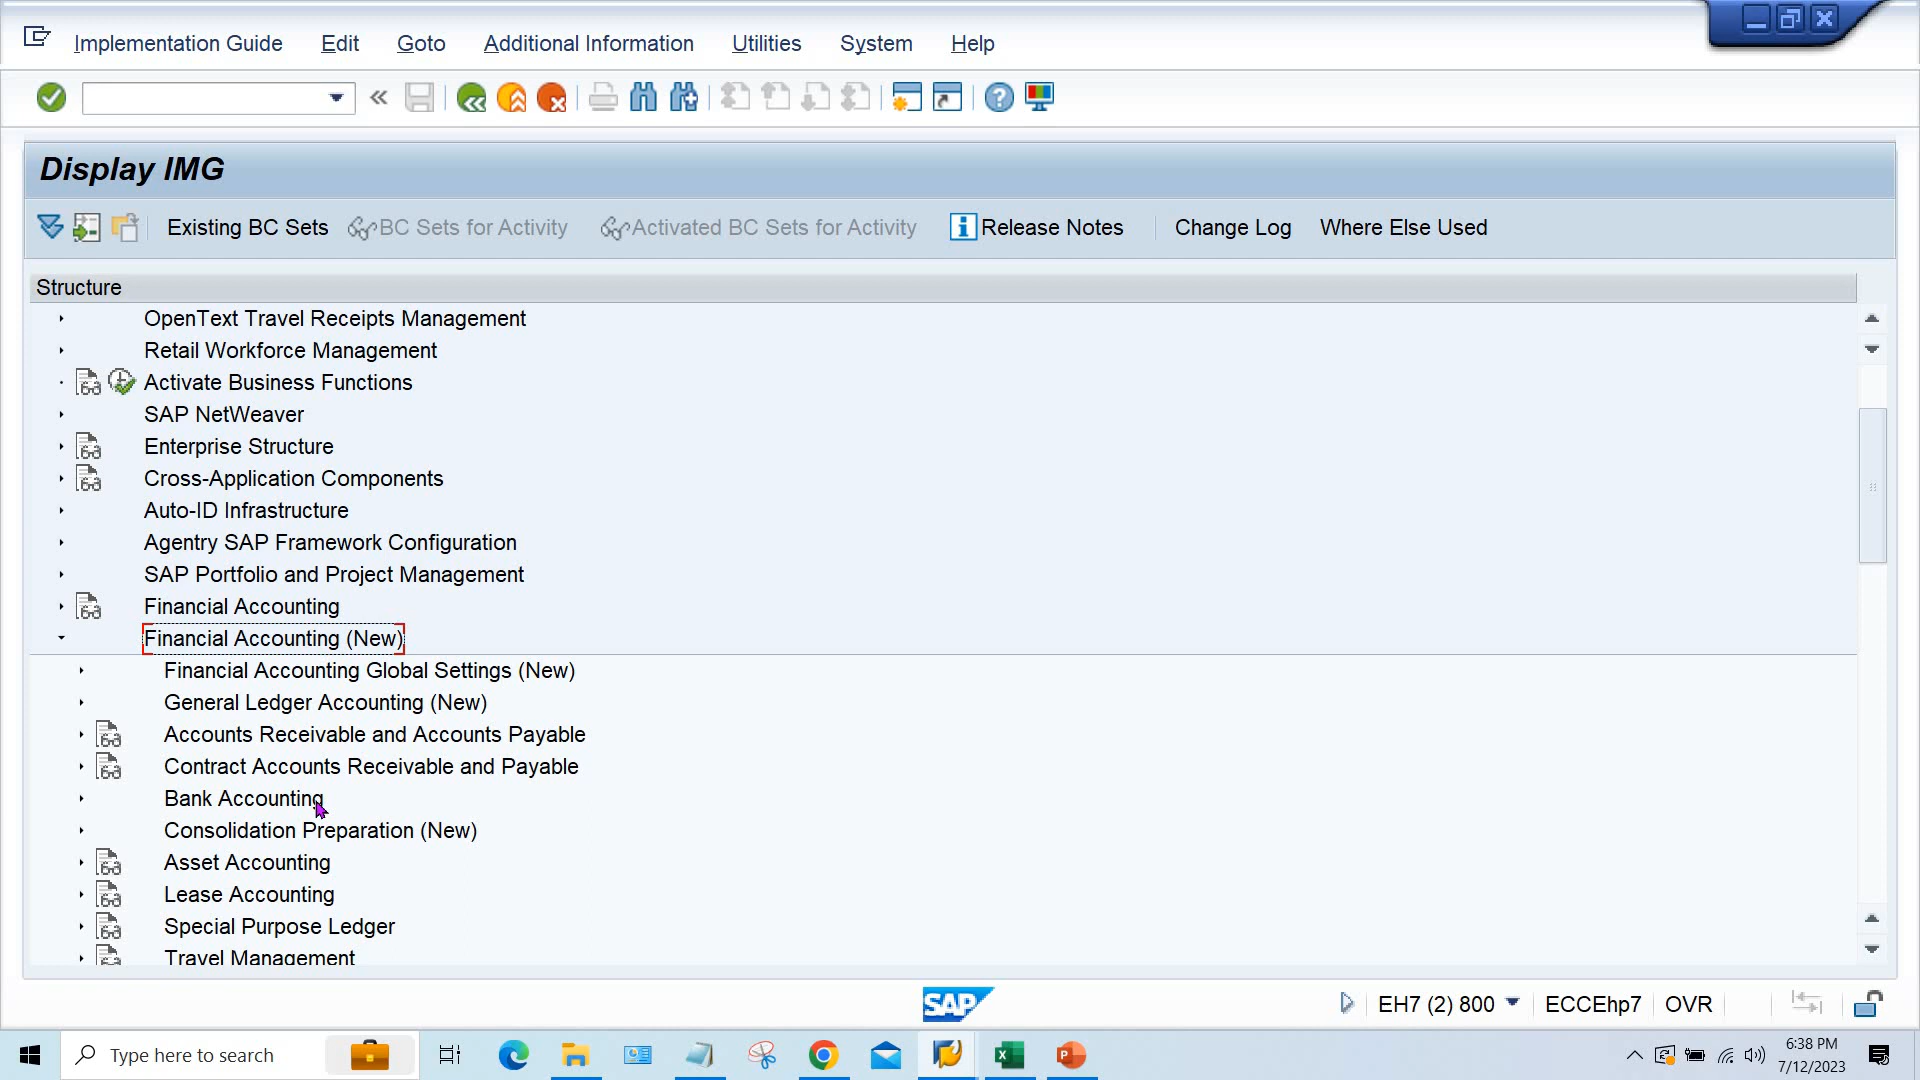 Implementation Guide Edit Goto Additional Information Utilities System Help
Display IMG
Existing BC Sets BC Sets for Activity Activated BC Sets for Activity Release Notes Change Log Where Else Used
Structure
OpenText Travel Receipts Management
Retail Workforce Management
Activate Business Functions
SAP NetWeaver
Enterprise Structure
Cross-Application Components
Auto-ID Infrastructure
Agentry SAP Framework Configuration
SAP Portfolio and Project Management
Financial Accounting
Financial Accounting (New)
Financial Accounting Global Settings (New)
General Ledger Accounting (New)
Accounts Receivable and Accounts Payable
Contract Accounts Receivable and Payable
Bank Accounting
Consolidation Preparation (New)
Asset Accounting
Lease Accounting
Special Purpose Ledger
Travel Management
SAP EH7 (2) 800 ECCEhp7 OVR
Type here to search
6:38 PM
7/12/2023